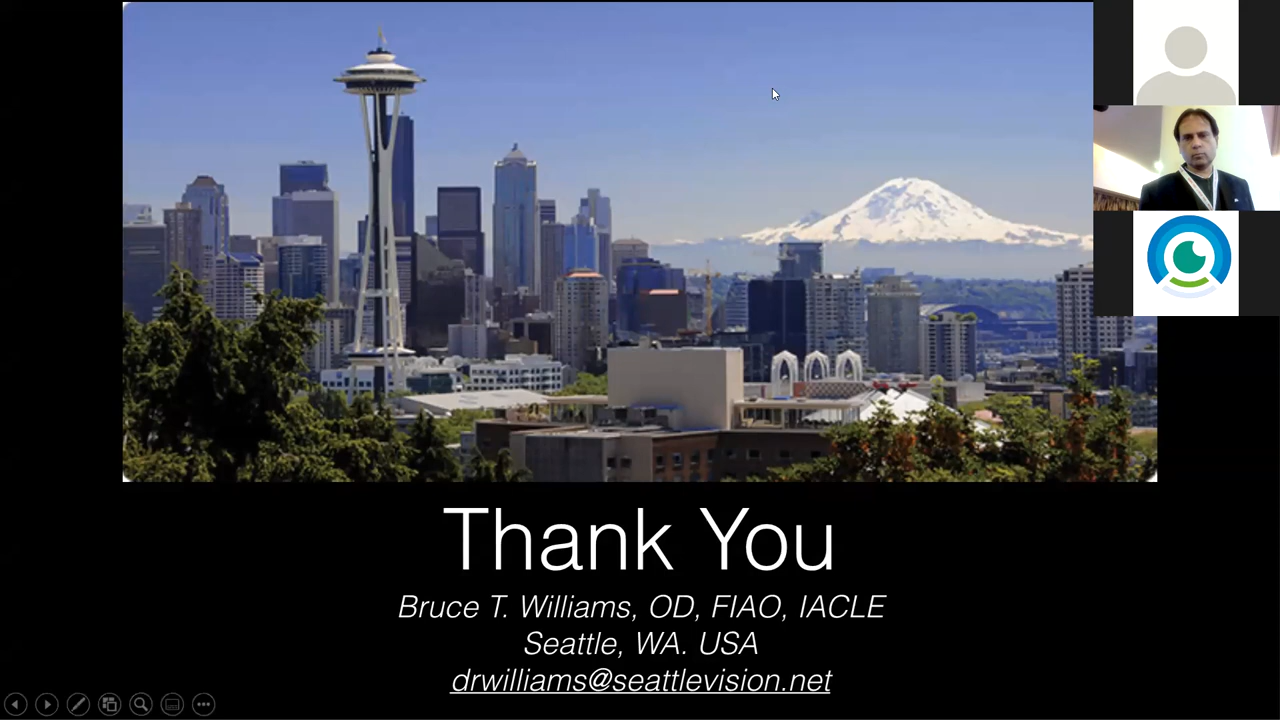 Thank You
Bruce T. Williams, OD, FIAO, IACLE
Seattle, WA. USA
drwilliams@seattlevision.net